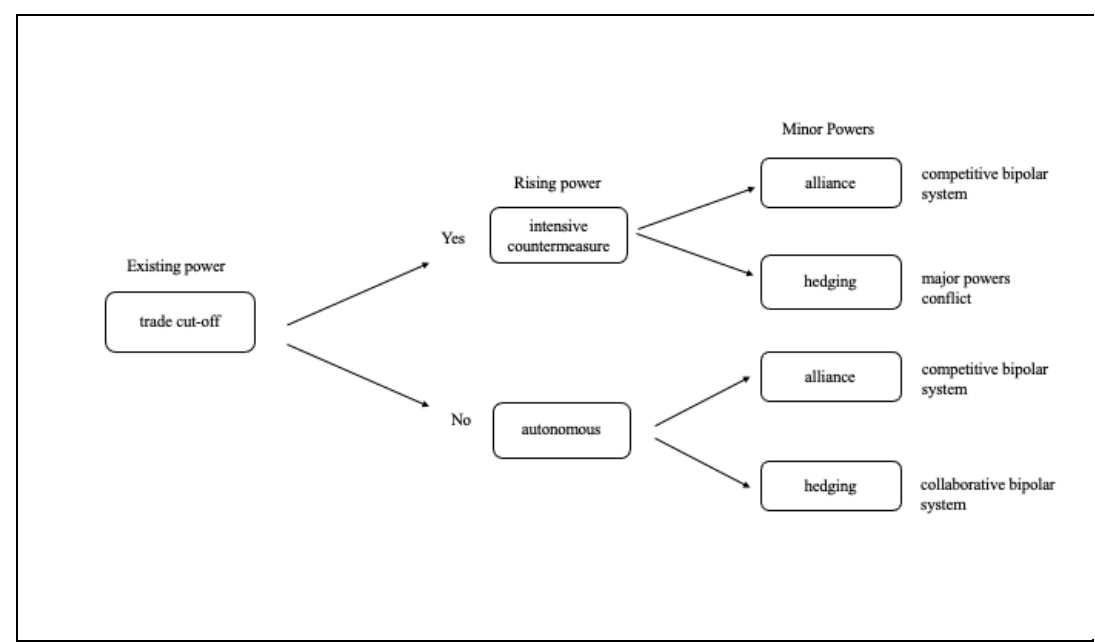 Minor Powers
alliance
competitive bipolar
system
Rising power
intensive
countermeasure
Yes
hedging
major powers
conflict
Existing power
trade cut-off
alliance
competitive bipolar
system
No
autonomous
hedging
collaborative bipolar
system